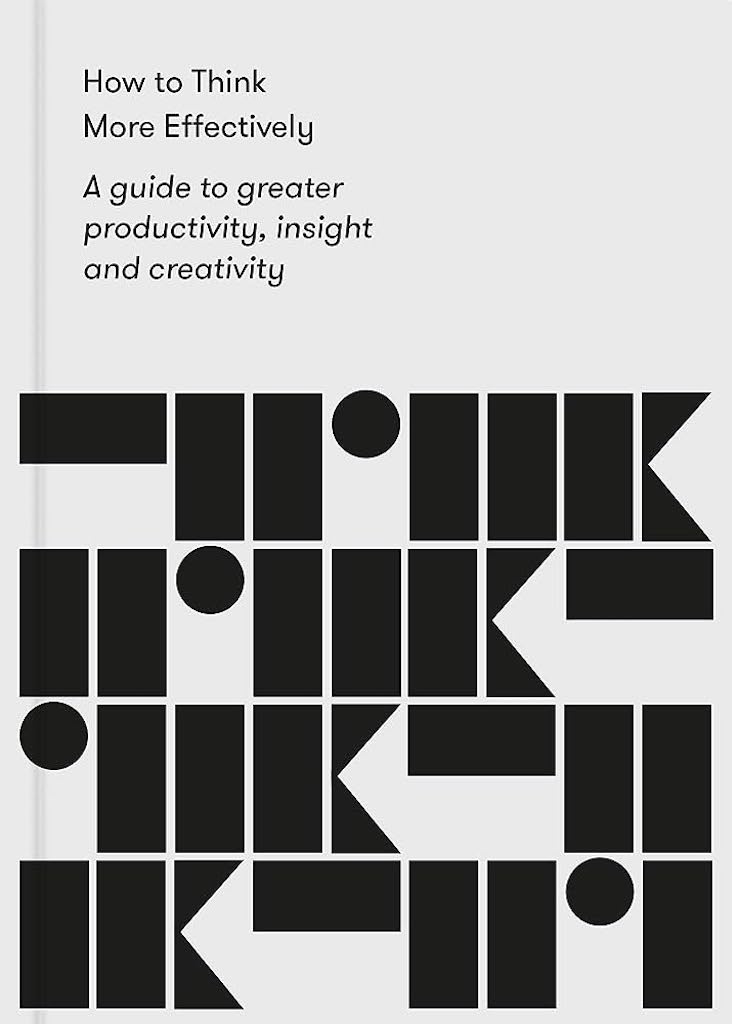 How to Think
More Effectively
A guide to greater
productivity, insight
and creativity